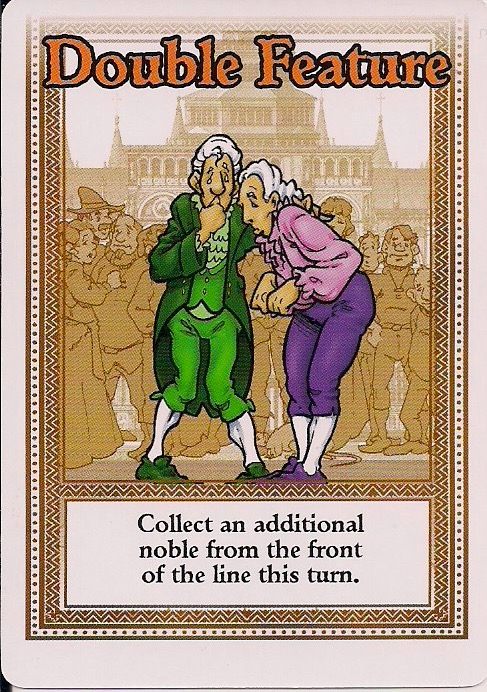 Double Feature
Collect an additional
noble from the front
of the line this turn.